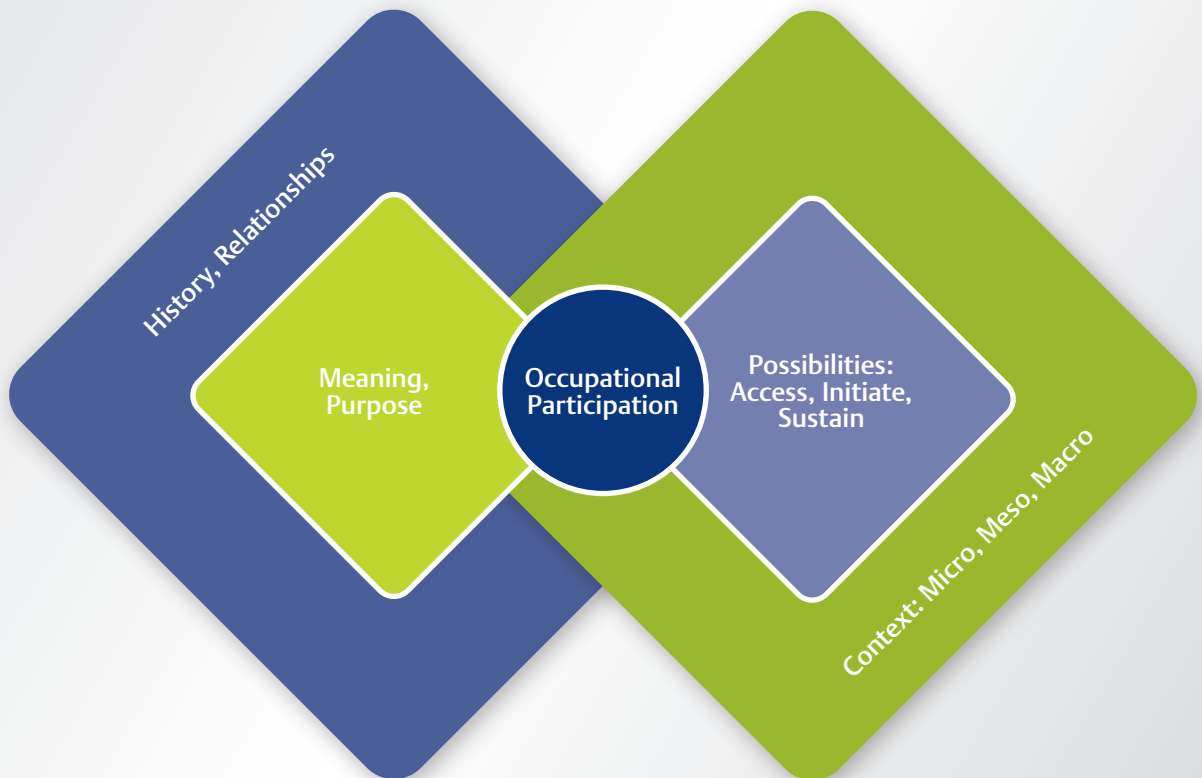 History, Relationships
Meaning,
Purpose
Occupational
Participation
Possibilities:
Access, Initiate,
Sustain
Context: Micro, Meso, Macro